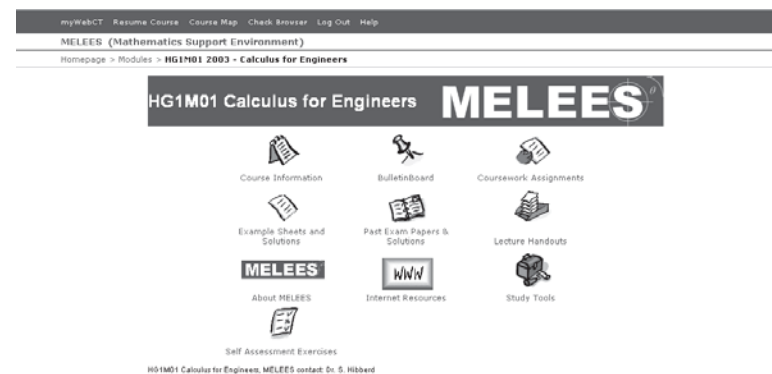 myWebCT Resume Course Course Map Check Browser Log Out Help
MELEES (Mathematics Support Environment)
Homepage > Modules > HG1M01 2003 - Calculus for Engineers
HG1M01 Calculus for Engineers MELEES
Course Information BulletinBoard Coursework Assignments
Example Sheets and
Solutions
Past Exam Papers &
Solutions
Lecture Handouts
MELEES WWW
About MELEES Internet Resources Study Tools
Self Assessment Exercises
HG1M01 Calculus for Engineers, MELEES contact: Dr. S. Hibberd